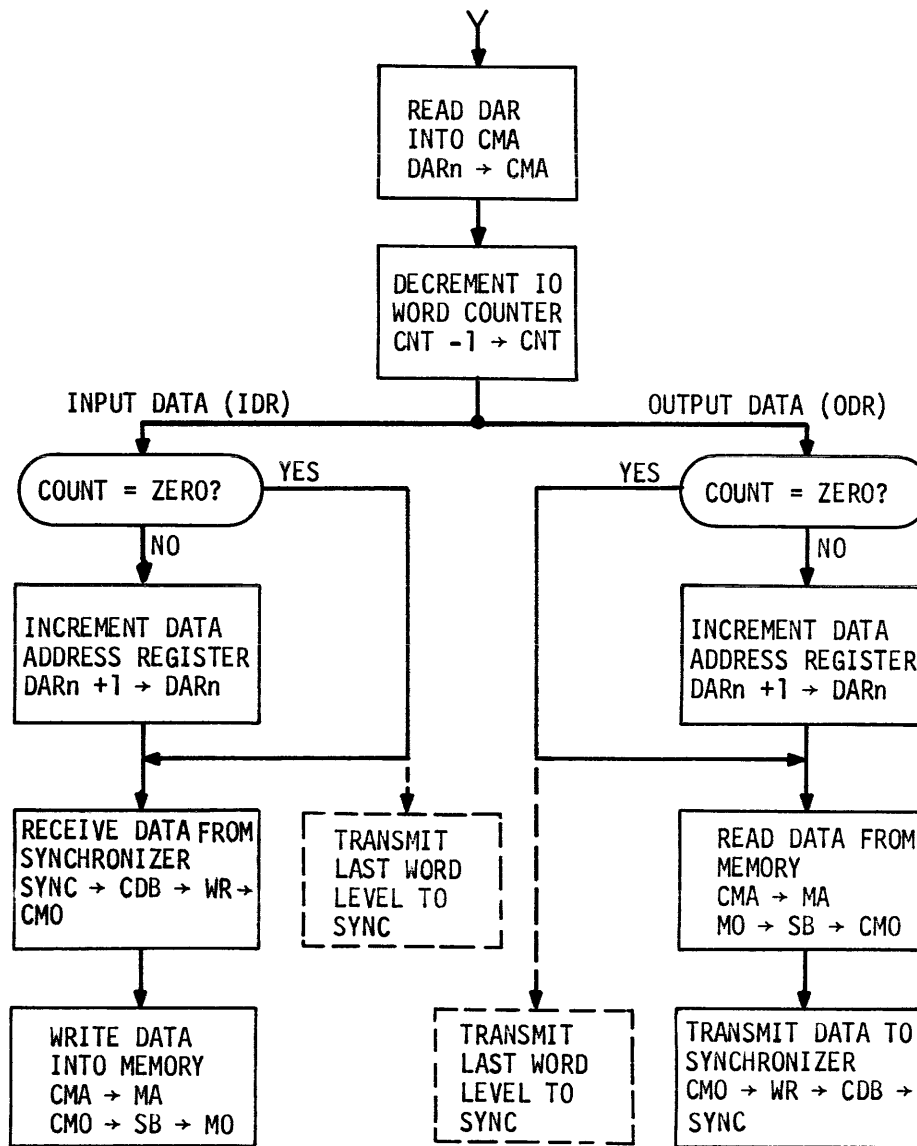 READ DAR
INTO CMA
DARn → CMA
DECREMENT IO
WORD COUNTER
CNT -1 → CNT
INPUT DATA (IDR)
OUTPUT DATA (ODR)
COUNT = ZERO?
YES
NO
YES
COUNT = ZERO?
NO
INCREMENT DATA
ADDRESS REGISTER
DARn +1 → DARn
INCREMENT DATA
ADDRESS REGISTER
DARn +1 → DARn
RECEIVE DATA FROM
SYNCHRONIZER
SYNC → CDB → WR →
CMO
TRANSMIT
LAST WORD
LEVEL TO
SYNC
READ DATA FROM
MEMORY
CMA → MA
MO → SB → CMO
WRITE DATA
INTO MEMORY
CMA → MA
CMO → SB → MO
TRANSMIT
LAST WORD
LEVEL TO
SYNC
TRANSMIT DATA TO
SYNCHRONIZER
CMO → WR → CDB →
SYNC